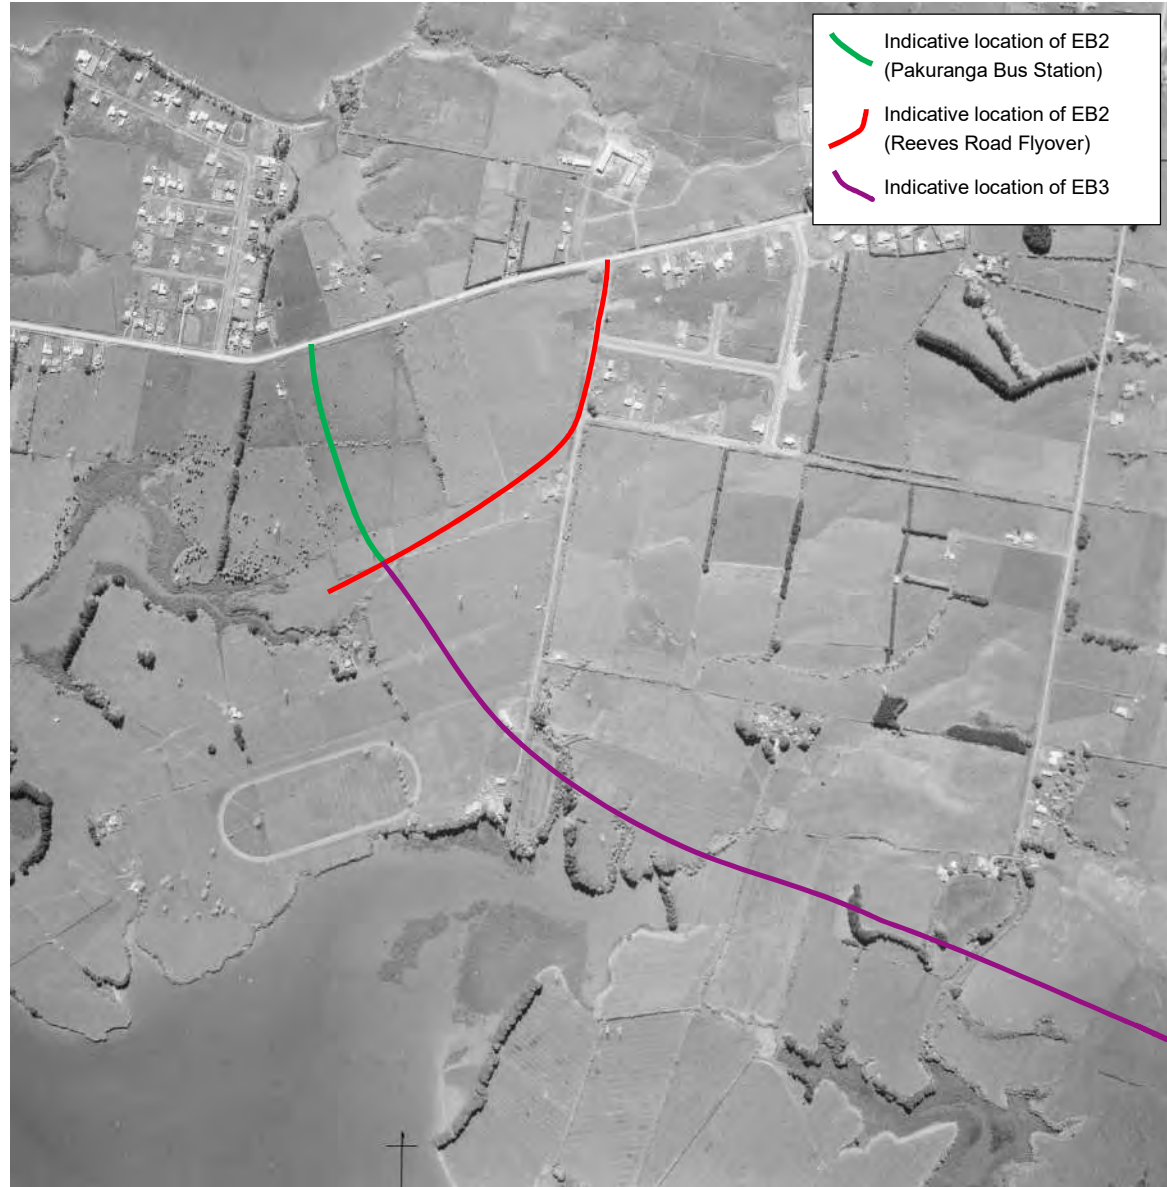 Indicative location of EB2
(Pakuranga Bus Station)
Indicative location of EB2
(Reeves Road Flyover)
Indicative location of EB3